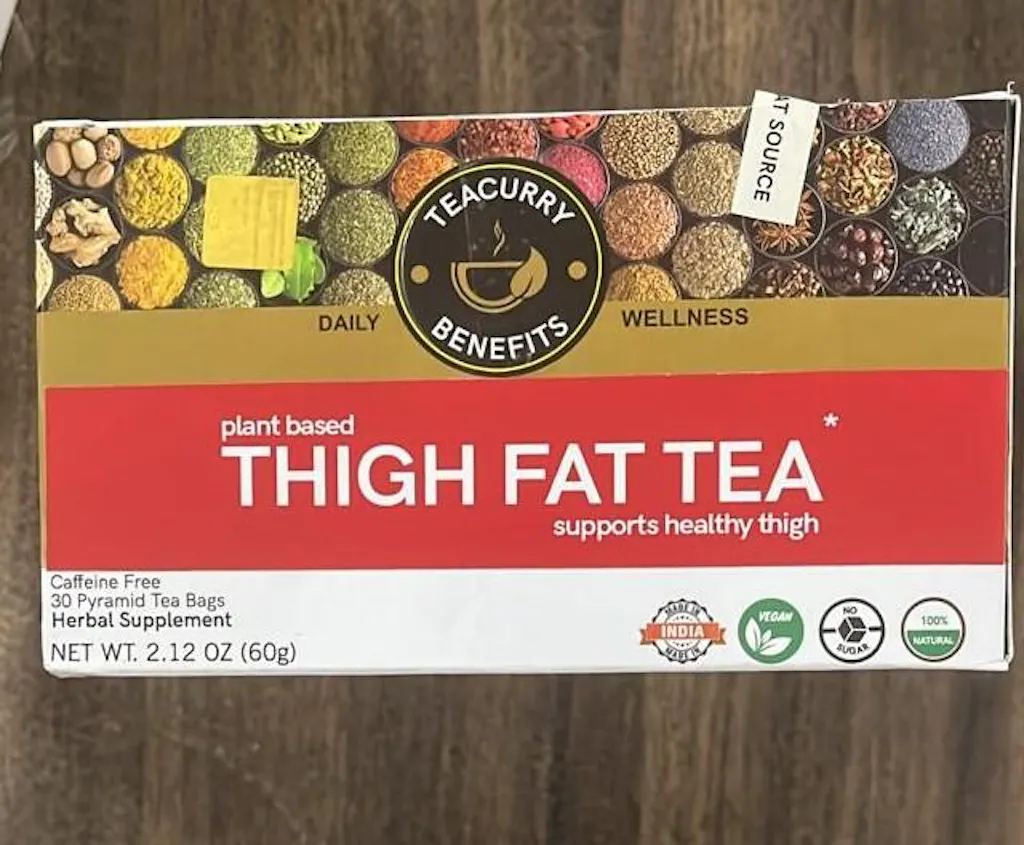 AT SOURCE
TEACURRY
BENEFITS
DAILY
WELLNESS
plant based
THIGH FAT TEA*
supports healthy thigh
Caffeine Free
30 Pyramid Tea Bags
Herbal Supplement
NET WT. 2.12 OZ (60g)
MADE IN
INDIA
MADE IN
VEGAN
NO
SUGAR
100%
NATURAL